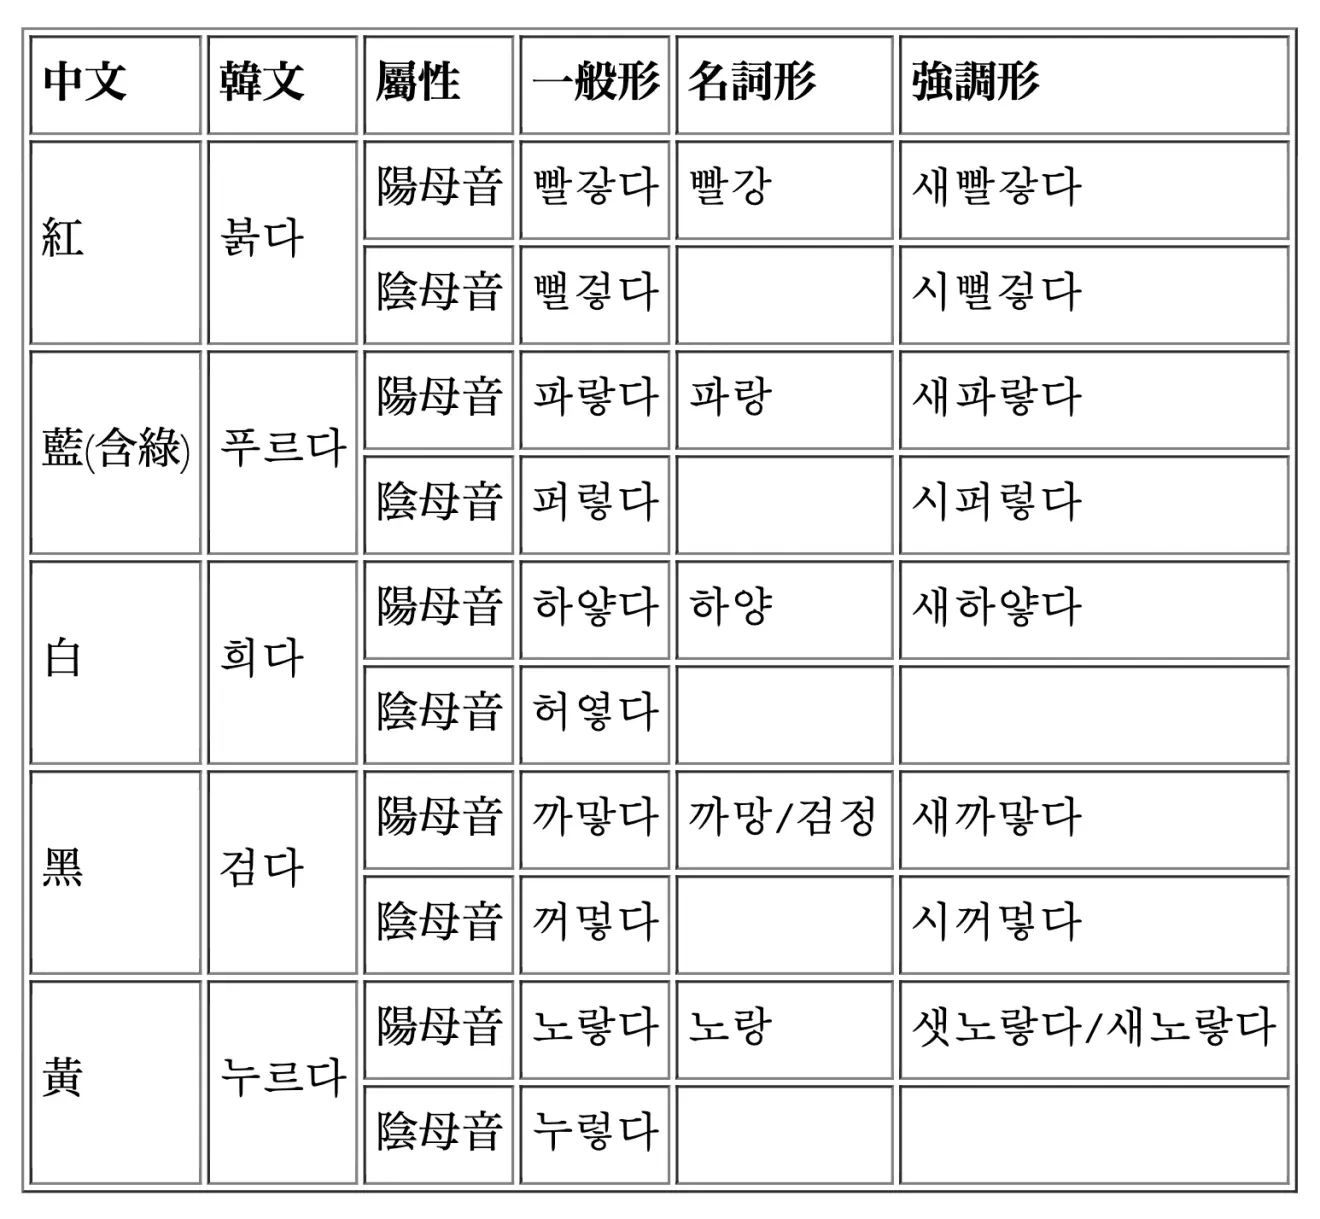 中文 韓文 屬性 一般形 名詞形 強調形
紅 붉다 陽母音 빨갛다 빨강 새빨갛다
陰母音 뻘겋다 시뻘겋다
藍(含綠) 푸르다 陽母音 파랗다 파랑 새파랗다
陰母音 퍼렇다 시퍼렇다
白 희다 陽母音 하얗다 하양 새하얗다
陰母音 허옇다
黑 검다 陽母音 까맣다 까망/검정 새까맣다
陰母音 꺼멓다 시꺼멓다
黃 누르다 陽母音 노랗다 노랑 샛노랗다/새노랗다
陰母音 누렇다